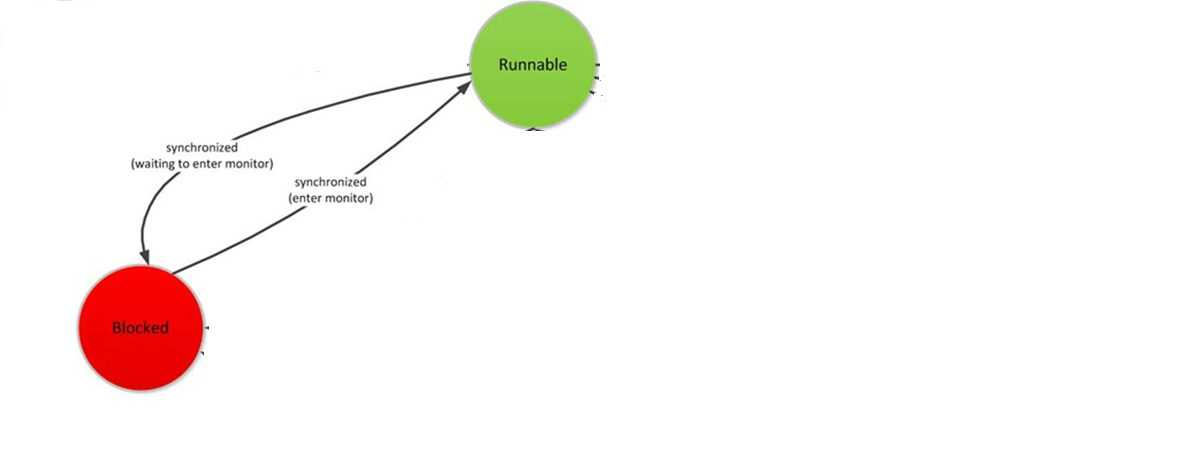 Runnable
synchronized
(waiting to enter monitor)
synchronized
(enter monitor)
Blocked